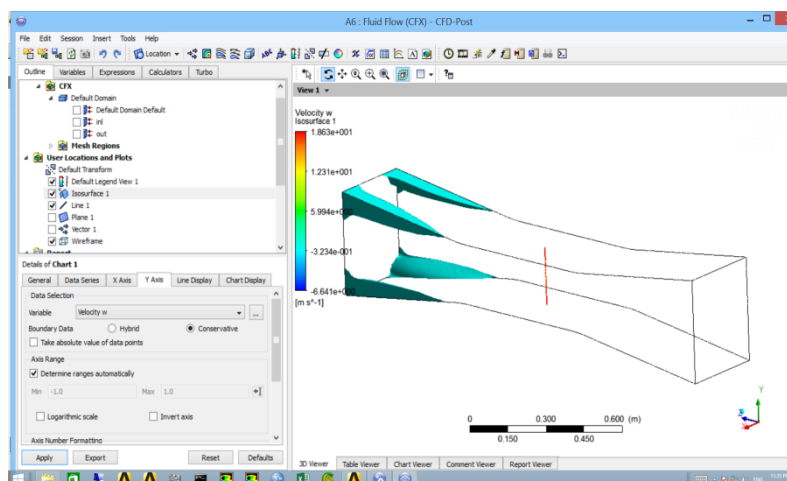 A6 : Fluid Flow (CFX) - CFD-Post
File Edit Session Insert Tools Help
Location
Outline Variables Expressions Calculators Turbo
CFX
Default Domain
Default Domain Default
inl
out
Mesh Regions
User Locations and Plots
Default Transform
Default Legend View 1
Isosurface 1
Line 1
Plane 1
Vector 1
Wireframe
Details of Chart 1
General Data Series X Axis Y Axis Line Display Chart Display
Data Selection
Variable Velocity w ...
Boundary Data Hybrid Conservative
Take absolute value of data points
Axis Range
Determine ranges automatically
Min -1.0 Max 1.0
Logarithmic scale Invert axis
Axis Number Formatting
Apply Export Reset Defaults
View 1
Velocity w
Isosurface 1
1.863e+001
1.231e+001
5.994e+000
-3.234e-001
-6.641e+000
[m s^-1]
0 0.300 0.600 (m)
0.150 0.450
Y
3D Viewer Table Viewer Chart Viewer Comment Viewer Report Viewer